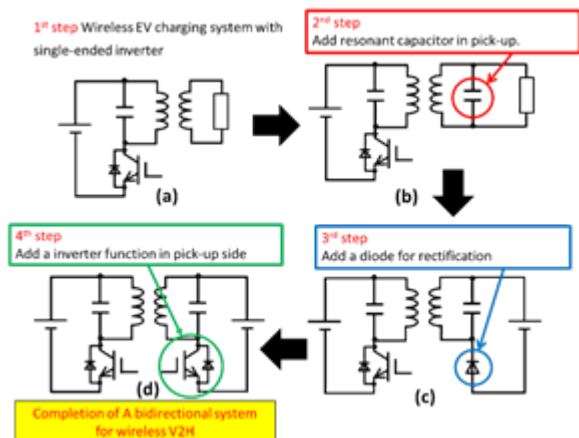 1st step Wireless EV charging system with
single-ended inverter
(a)
2nd step
Add resonant capacitor in pick-up.
(b)
3rd step
Add a diode for rectification
(c)
4th step
Add a inverter function in pick-up side
(d)
Completion of A bidirectional system
for wireless V2H